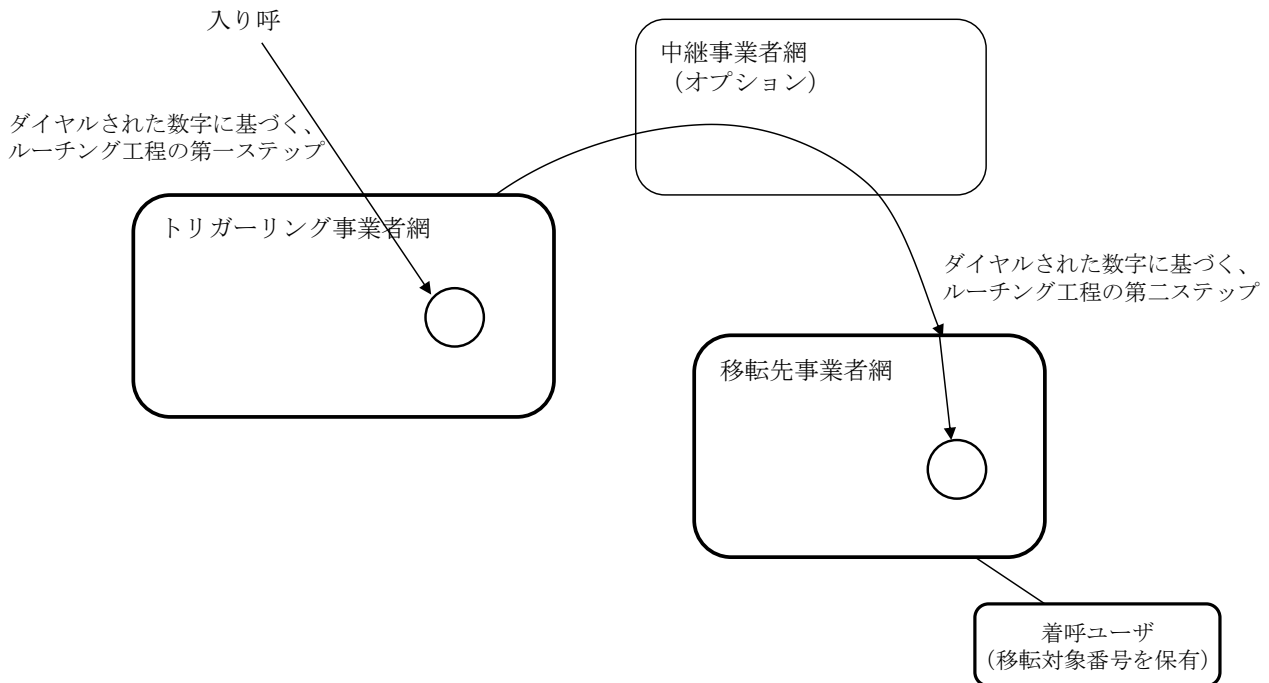 入り呼
中継事業者網
（オプション）
ダイヤルされた数字に基づく、
ルーチング工程の第一ステップ
トリガーリング事業者網
ダイヤルされた数字に基づく、
ルーチング工程の第二ステップ
移転先事業者網
着呼ユーザ
（移転対象番号を保有）